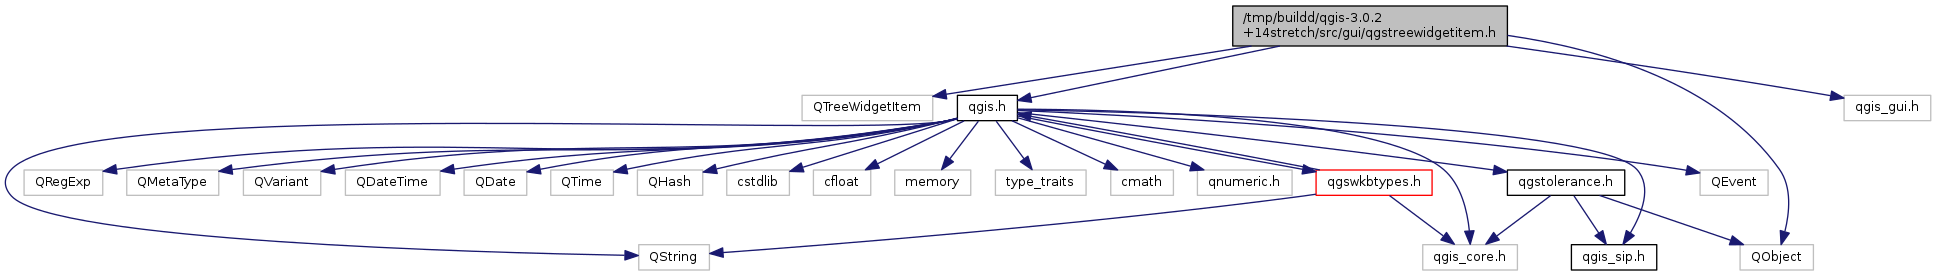 /tmp/buildd/qgis-3.0.2
+14stretch/src/gui/qgstreewidgetitem.h
QTreeWidgetItem
qgis.h
qgis_gui.h
QRegExp
QMetaType
QVariant
QDateTime
QDate
QTime
QHash
cstdlib
cfloat
memory
type_traits
cmath
qnumeric.h
qgswkbtypes.h
qgstolerance.h
QEvent
QString
qgis_core.h
qgis_sip.h
QObject